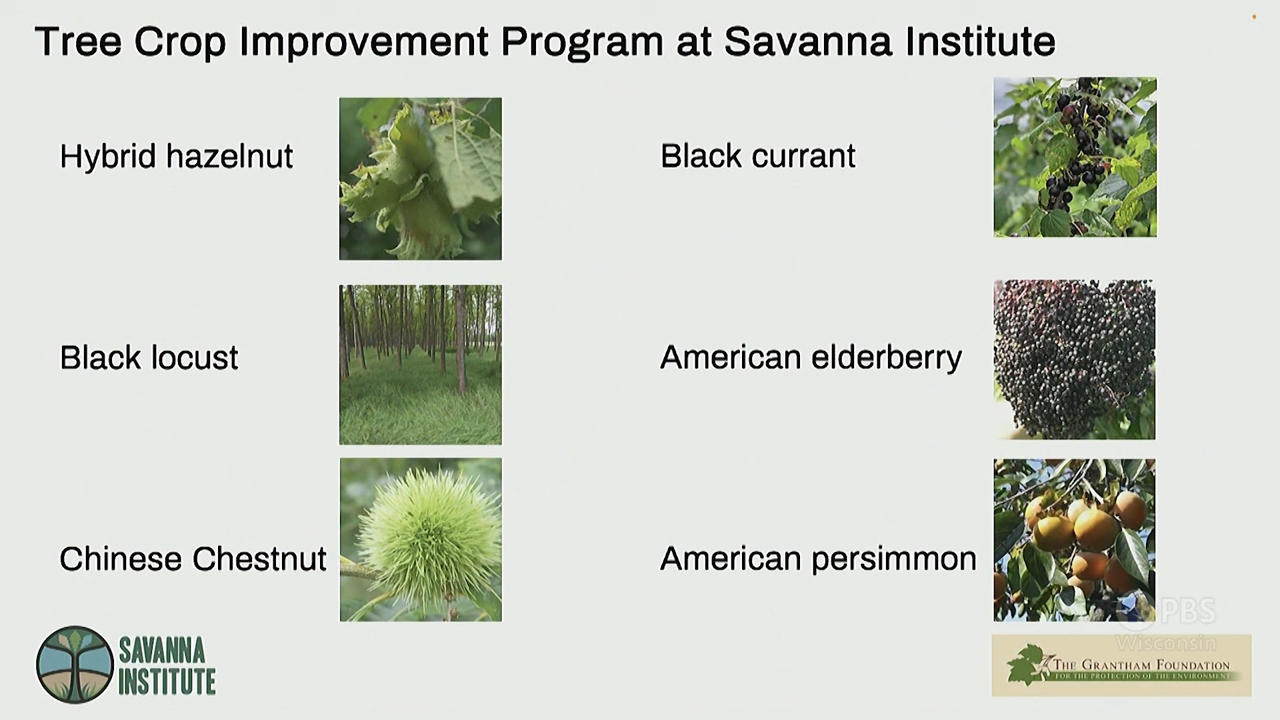 Tree Crop Improvement Program at Savanna Institute
Hybrid hazelnut
Black currant
Black locust
American elderberry
Chinese Chestnut
American persimmon
PBS
Wisconsin
SAVANNA
INSTITUTE
THE GRANTHAM FOUNDATION
FOR THE PROTECTION OF THE ENVIRONMENT